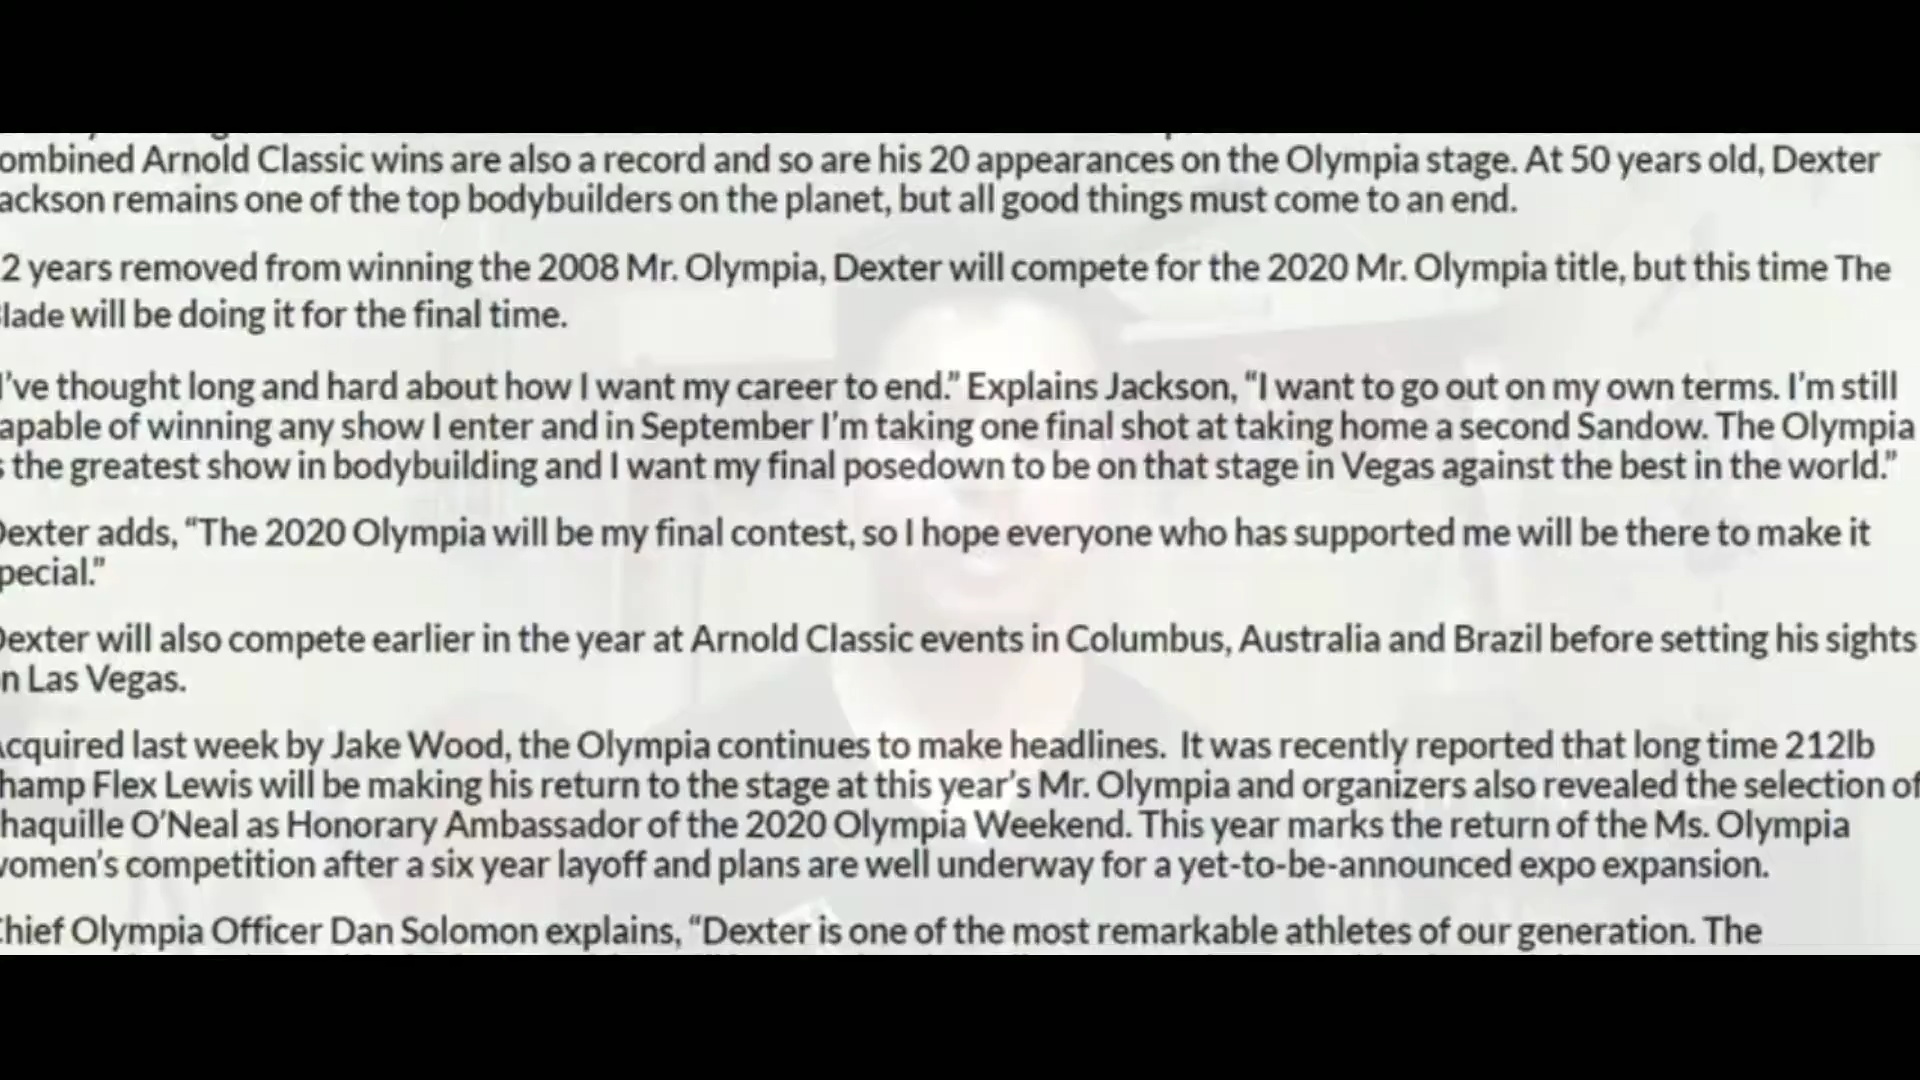 ombined Arnold Classic wins are also a record and so are his 20 appearances on the Olympia stage. At 50 years old, Dexter
ackson remains one of the top bodybuilders on the planet, but all good things must come to an end.
2 years removed from winning the 2008 Mr. Olympia, Dexter will compete for the 2020 Mr. Olympia title, but this time The
lade will be doing it for the final time.
I’ve thought long and hard about how I want my career to end.” Explains Jackson, “I want to go out on my own terms. I’m still
apable of winning any show I enter and in September I’m taking one final shot at taking home a second Sandow. The Olympia
s the greatest show in bodybuilding and I want my final posedown to be on that stage in Vegas against the best in the world.”
Dexter adds, “The 2020 Olympia will be my final contest, so I hope everyone who has supported me will be there to make it
pecial.”
Dexter will also compete earlier in the year at Arnold Classic events in Columbus, Australia and Brazil before setting his sights
n Las Vegas.
cquired last week by Jake Wood, the Olympia continues to make headlines. It was recently reported that long time 212lb
hamp Flex Lewis will be making his return to the stage at this year’s Mr. Olympia and organizers also revealed the selection of
haquille O’Neal as Honorary Ambassador of the 2020 Olympia Weekend. This year marks the return of the Ms. Olympia
women’s competition after a six year layoff and plans are well underway for a yet-to-be-announced expo expansion.
Chief Olympia Officer Dan Solomon explains, “Dexter is one of the most remarkable athletes of our generation. The